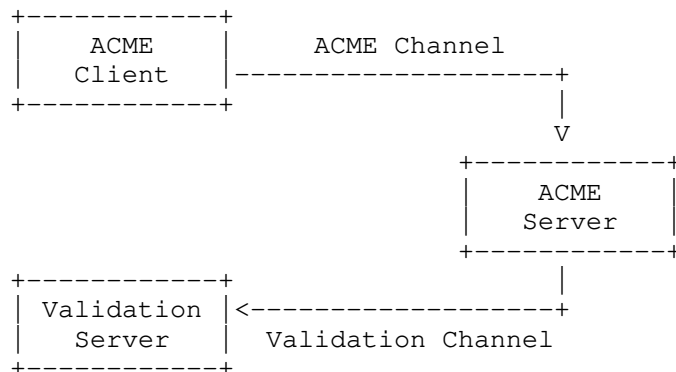 ACME ACME Channel
Client
ACME
Server
Validation
Server Validation Channel